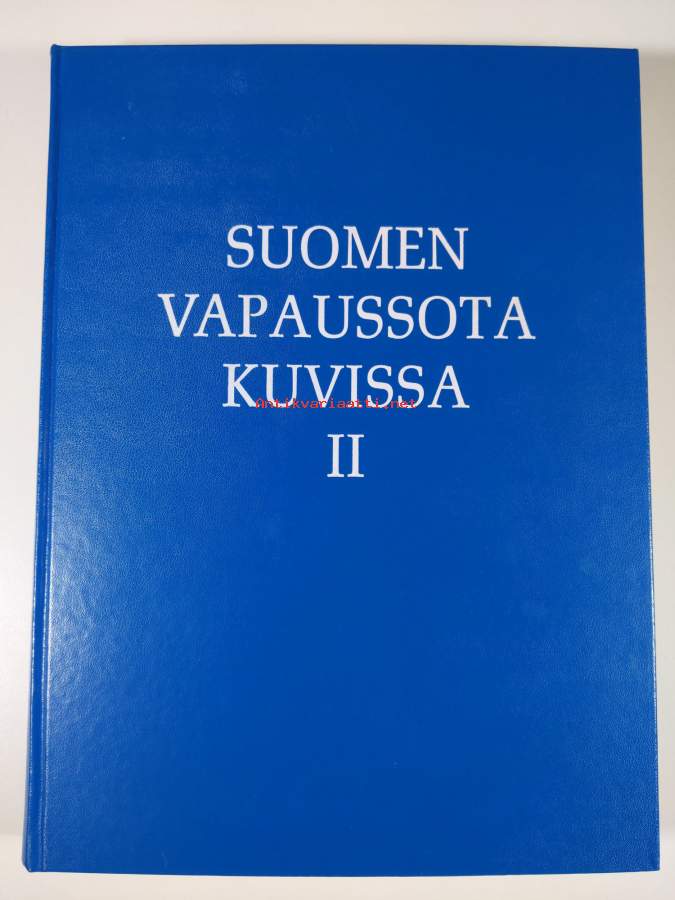 SUOMEN
VAPAUSSOTA
KUVISSA
Antikvariaatti.net
II